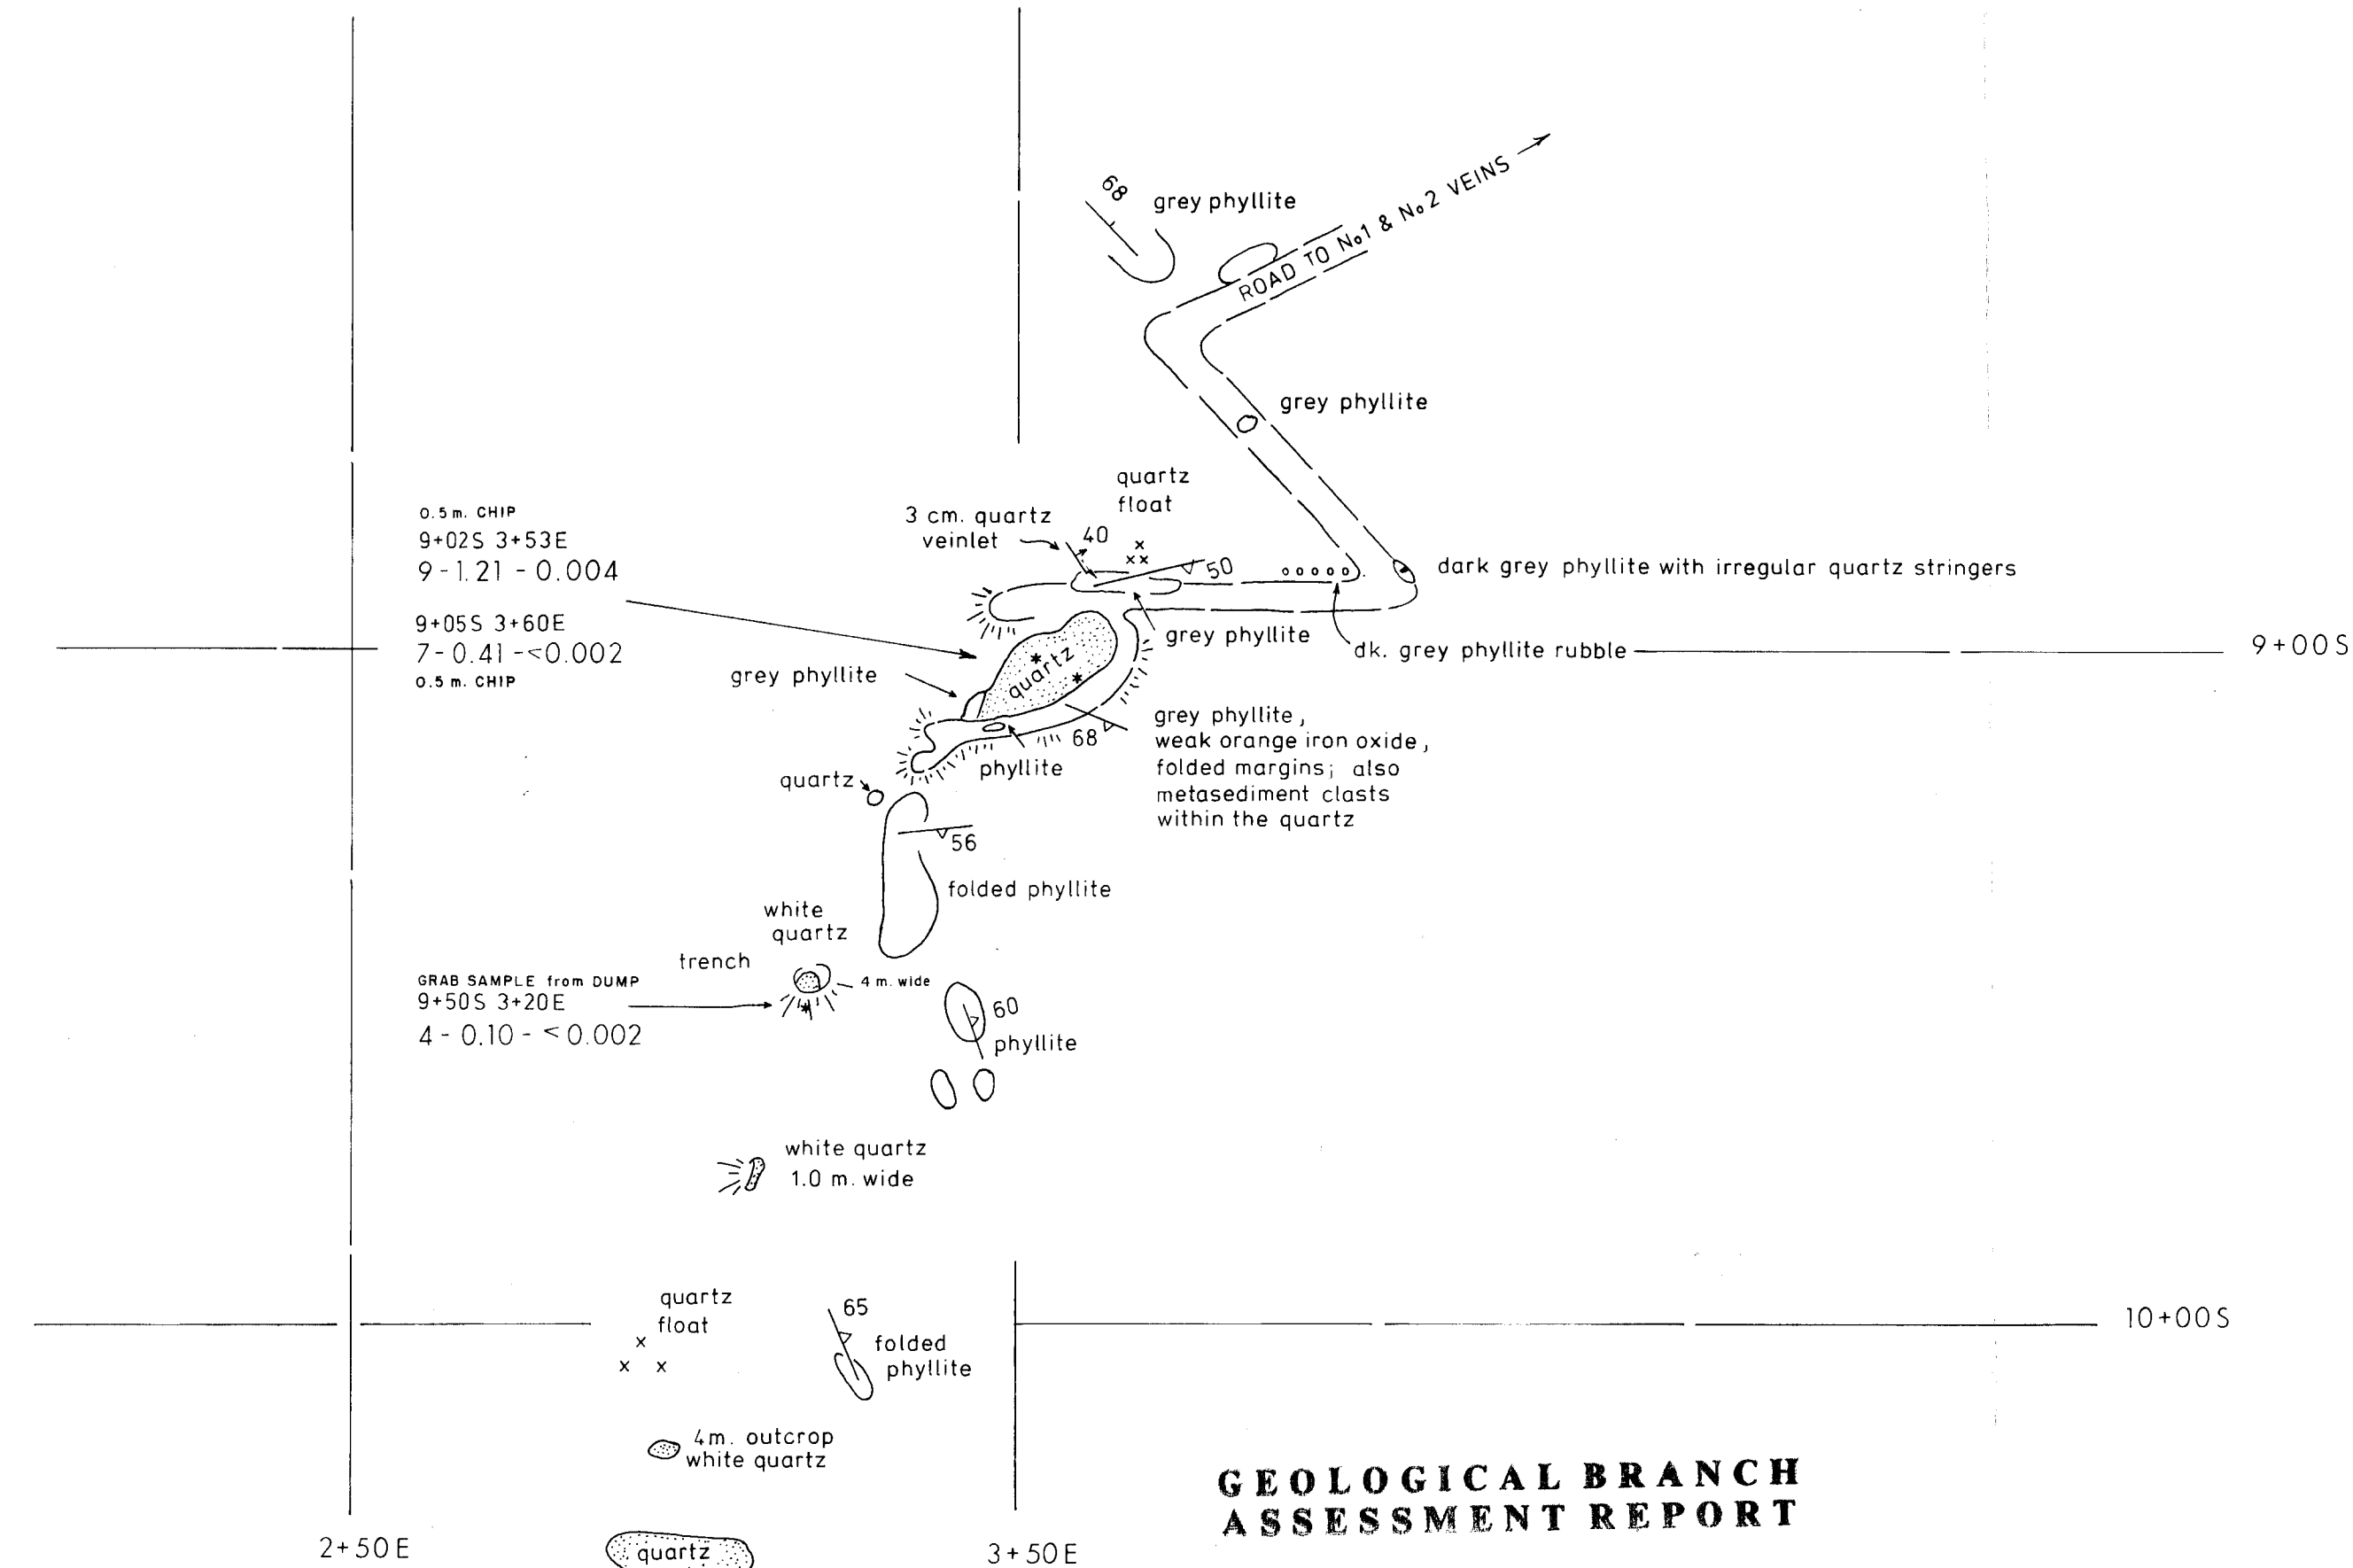 68
grey phyllite
ROAD TO No1 & No2 VEINS
grey phyllite
quartz
float
3 cm. quartz
veinlet
40
50
0.5 m. CHIP
9+02S 3+53E
9 - 1.21 - 0.004
dark grey phyllite with irregular quartz stringers
9+05S 3+60E
7 - 0.41 - <0.002
0.5 m. CHIP
grey phyllite
dk. grey phyllite rubble
9+00S
grey phyllite
quartz
68
phyllite
grey phyllite,
weak orange iron oxide,
folded margins; also
metasediment clasts
within the quartz
quartz
56
folded phyllite
white
quartz
trench
4 m. wide
GRAB SAMPLE from DUMP
9+50S 3+20E
4 - 0.10 - <0.002
60
phyllite
white quartz
1.0 m. wide
quartz
float
65
folded
phyllite
10+00S
4m. outcrop
white quartz
GEOLOGICAL BRANCH
ASSESSMENT REPORT
2+50E
quartz
3+50E